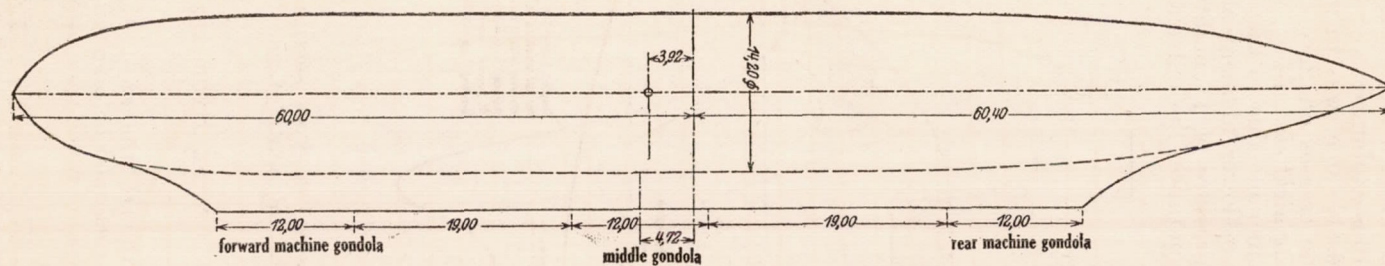 3,92
14,20 ϕ
60,00
60,40
12,00
19,00
12,00
19,00
12,00
4,72
forward machine gondola
middle gondola
rear machine gondola